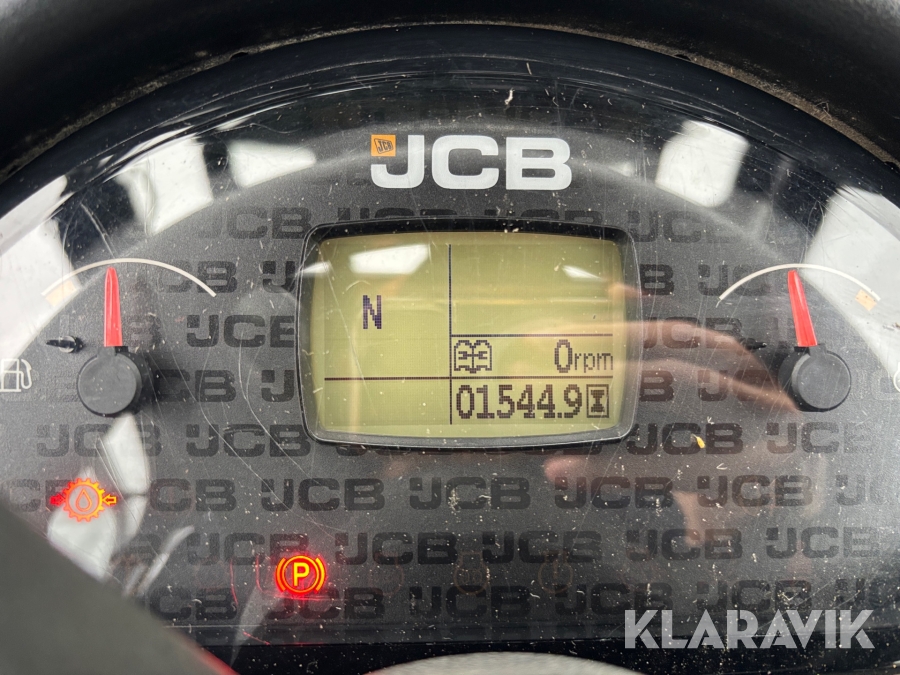 JCB
JCB
N
0rpm
01544.9
P
KLARAVIK